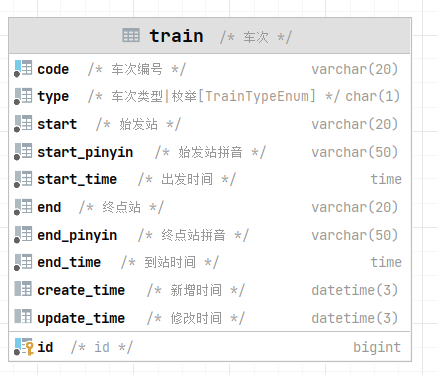 train /* 车次 */
code /* 车次编号 */ varchar(20)
type /* 车次类型|枚举[TrainTypeEnum] */ char(1)
start /* 始发站 */ varchar(20)
start_pinyin /* 始发站拼音 */ varchar(50)
start_time /* 出发时间 */ time
end /* 终点站 */ varchar(20)
end_pinyin /* 终点站拼音 */ varchar(50)
end_time /* 到站时间 */ time
create_time /* 新增时间 */ datetime(3)
update_time /* 修改时间 */ datetime(3)
id /* id */ bigint